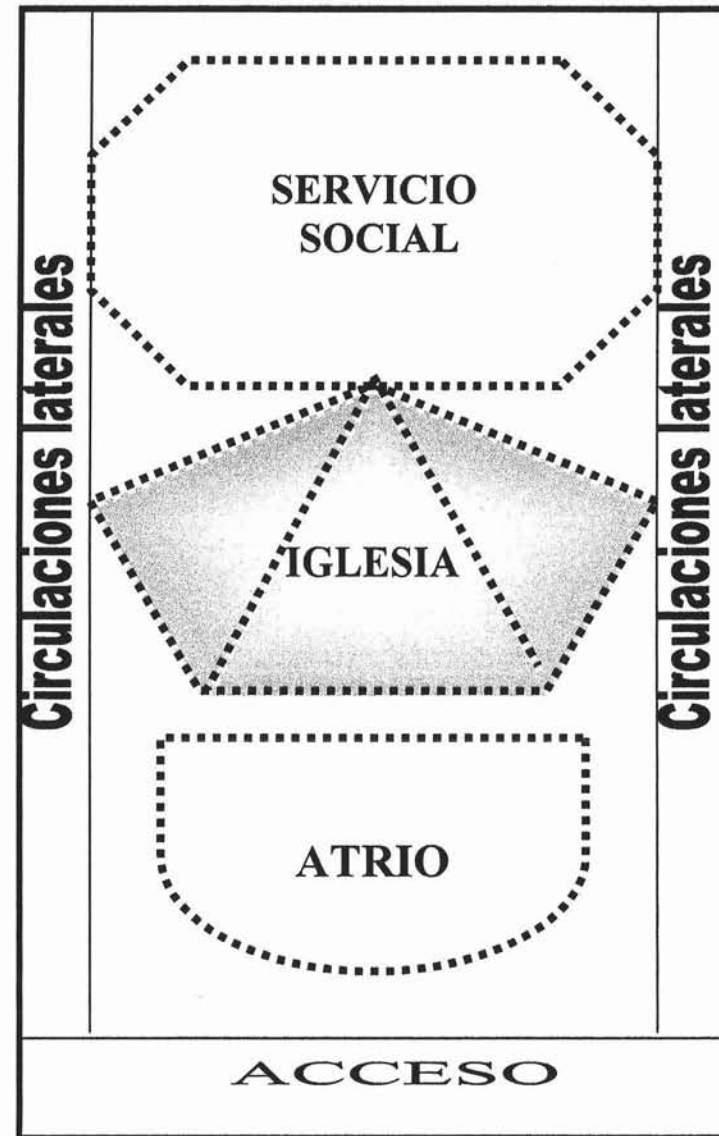 SERVICIO
SOCIAL
Circulaciones laterales
Circulaciones laterales
IGLESIA
ATRIO
ACCESO